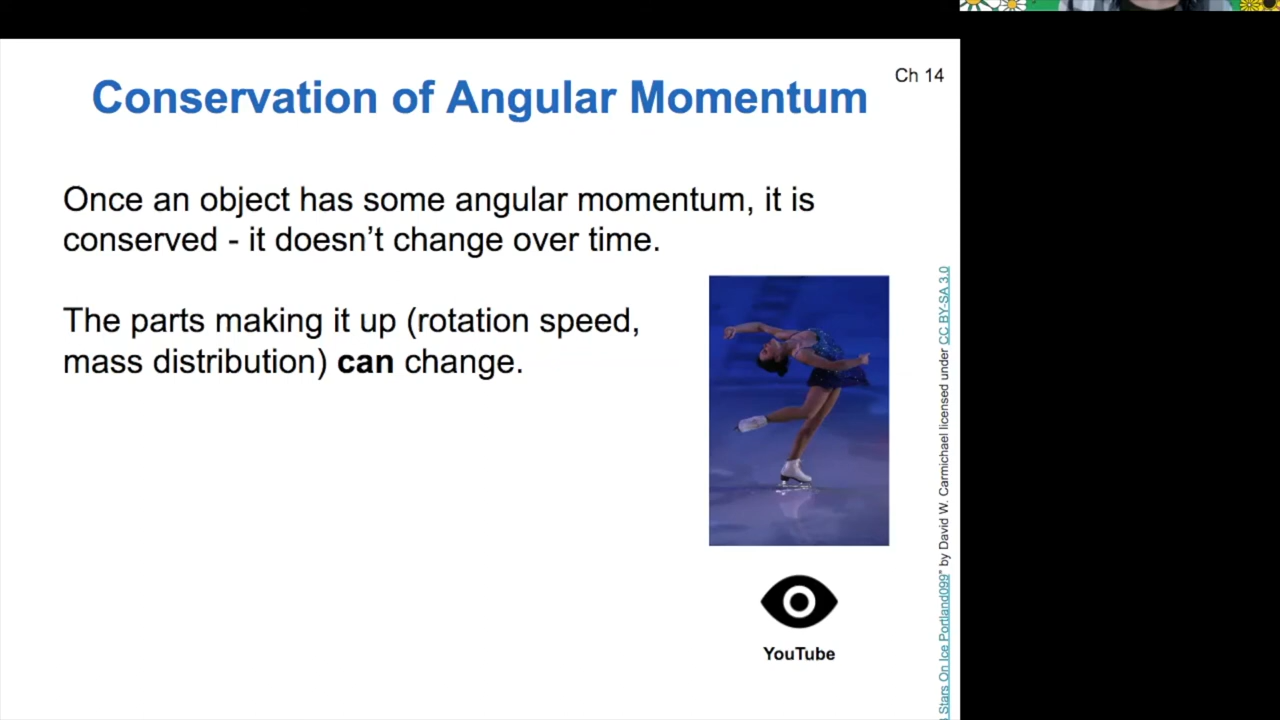 Ch 14
Conservation of Angular Momentum
Once an object has some angular momentum, it is
conserved - it doesn’t change over time.
The parts making it up (rotation speed,
mass distribution) can change.
YouTube
Stars On Ice Portland099" by David W. Carmichael licensed under CC BY-SA 3.0